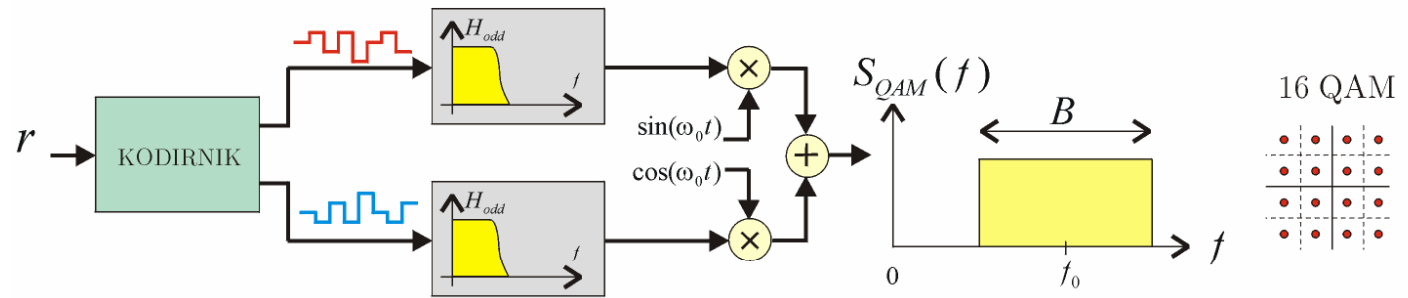 r
KODIRNIK
H_odd
f
H_odd
f
×
sin(ω₀t)
cos(ω₀t)
×
+
S_QAM(f)
B
0
f₀
f
16 QAM